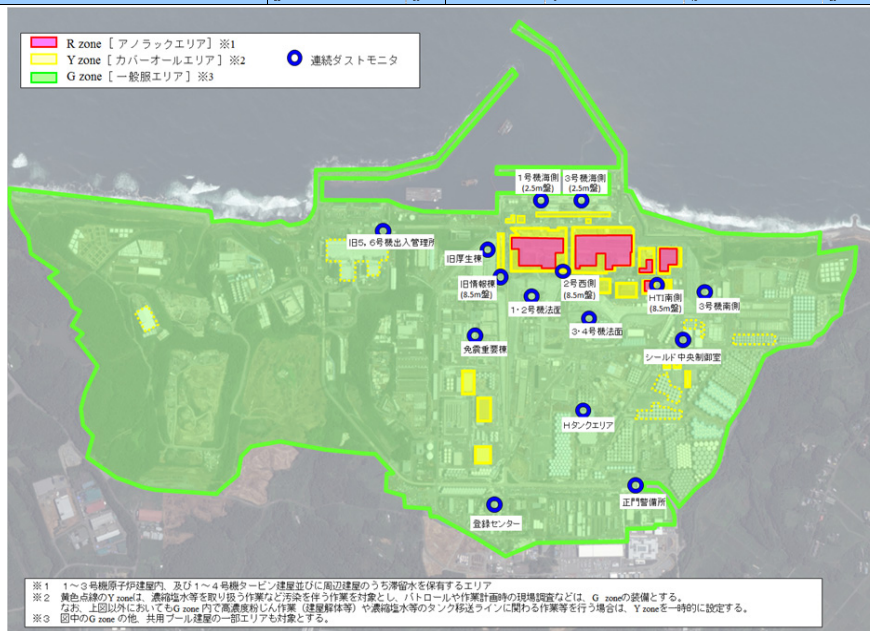 R zone［アノラックエリア］※1
Y zone［カバーオールエリア］※2
G zone［一般服エリア］※3
連続ダストモニタ
1号機海側
(2.5m盤)
3号機海側
(2.5m盤)
旧5，6号機出入管理所
旧厚生棟
旧情報棟
(8.5m盤)
2号西側
(8.5m盤)
HTI南側
(8.5m盤)
3号機南側
1・2号機法面
3・4号機法面
免震重要棟
シールド中央制御室
Hタンクエリア
正門警備所
登録センター
※1 1～3号機原子炉建屋内、及び1～4号機タービン建屋並びに周辺建屋のうち滞留水を保有するエリア
※2 黄色点線のY zoneは、濃縮塩水等を取り扱う作業など汚染を伴う作業を対象とし、パトロールや作業計画時の現場調査などは、G zoneの装備とする。
なお、上図以外においてもG zone 内で高濃度粉じん作業（建屋解体等）や濃縮塩水等のタンク移送ラインに関わる作業等を行う場合は、Y zoneを一時的に設定する。
※3 図中のG zone の他、共用プール建屋の一部エリアも対象とする。